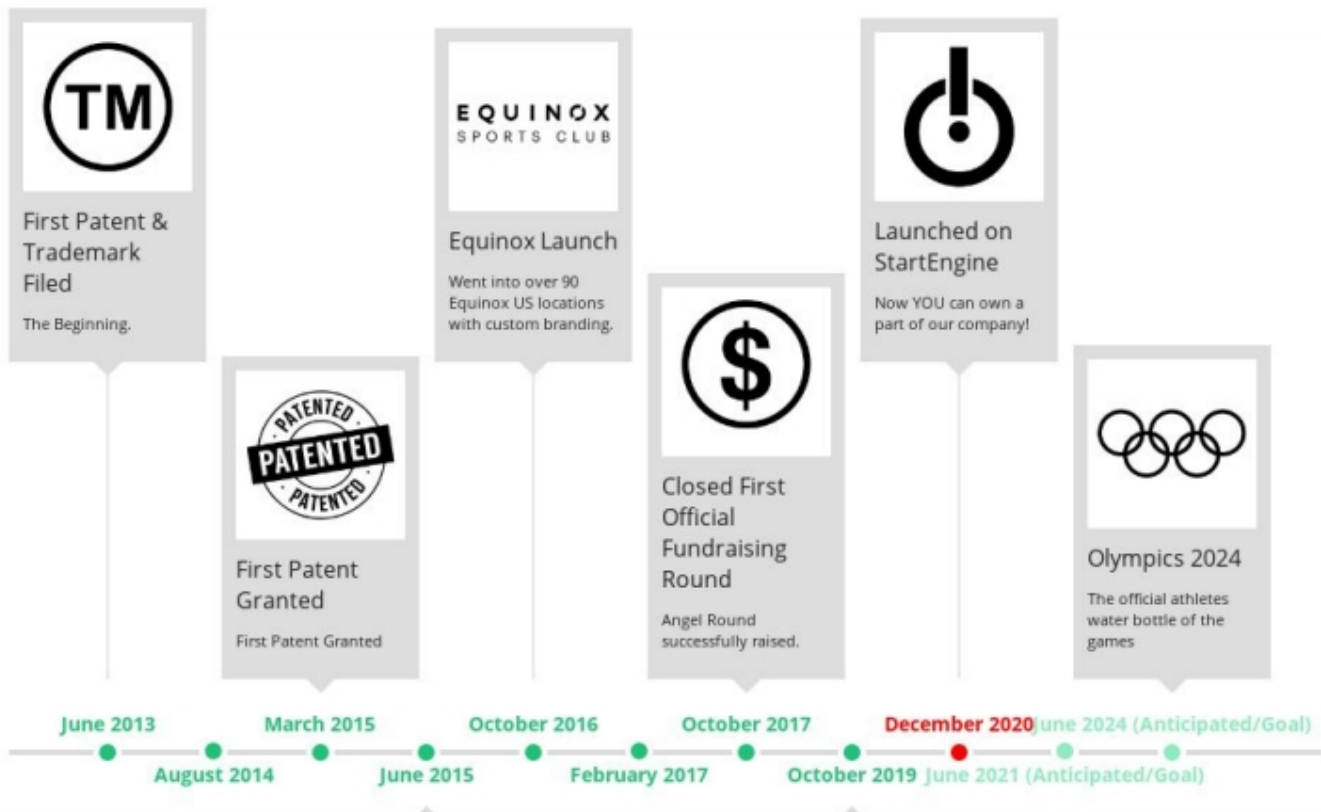 TM
First Patent &
Trademark
Filed
The Beginning.
PATENTED
PATENTED
PATENTED
First Patent
Granted
First Patent Granted
EQUINOX
SPORTS CLUB
Equinox Launch
Went into over 90
Equinox US locations
with custom branding.
$
Closed First
Official
Fundraising
Round
Angel Round
successfully raised.
Launched on
StartEngine
Now YOU can own a
part of our company!
Olympics 2024
The official athletes
water bottle of the
games
June 2013
March 2015
October 2016
October 2017
December 2020
June 2024 (Anticipated/Goal)
August 2014
June 2015
February 2017
October 2019
June 2021 (Anticipated/Goal)